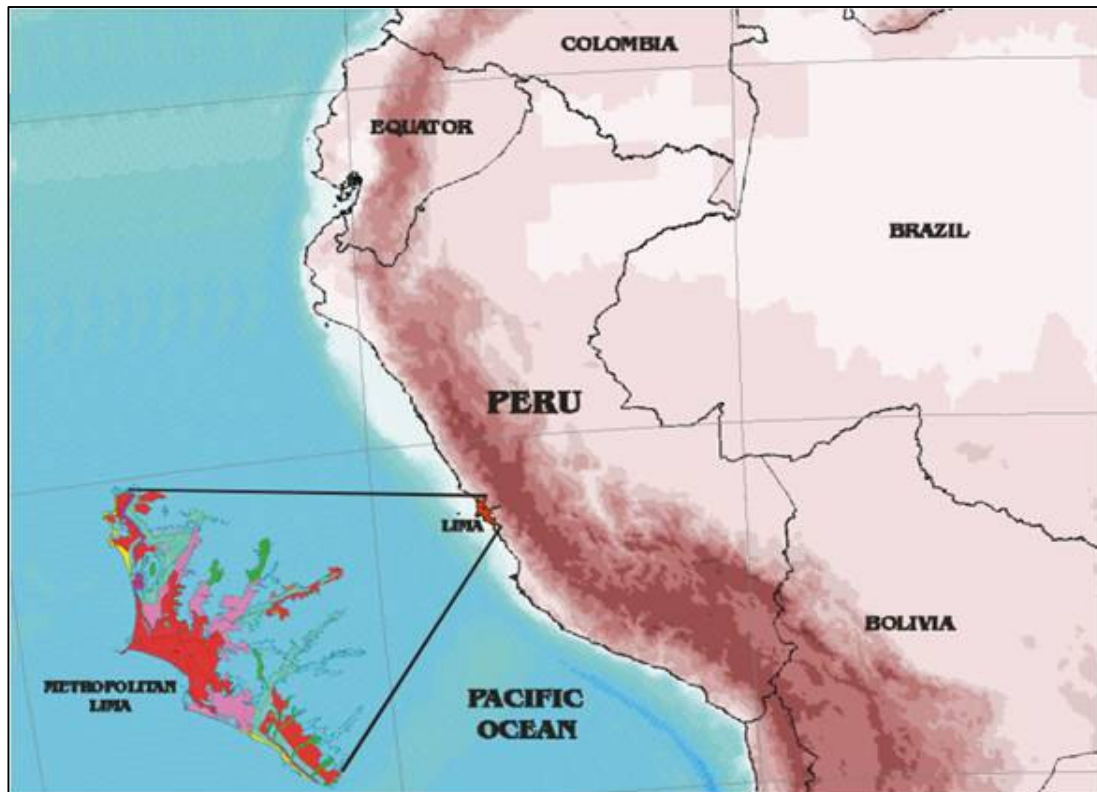 COLOMBIA
EQUATOR
BRAZIL
PERU
LIMA
BOLIVIA
METROPOLITAN
LIMA
PACIFIC
OCEAN